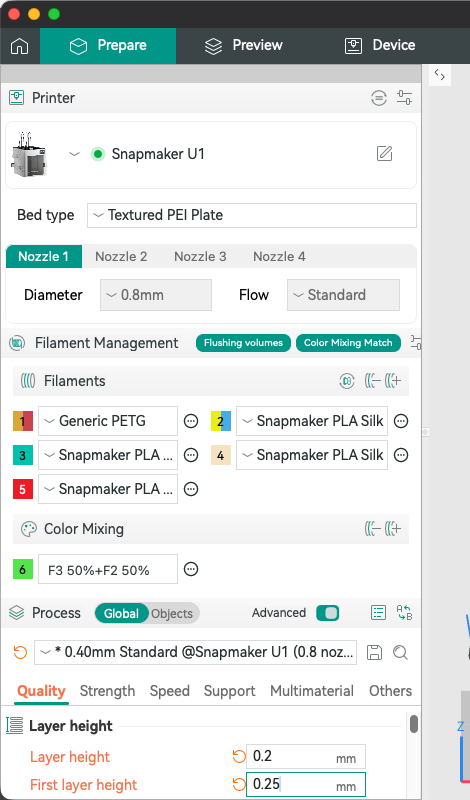 Prepare Preview Device
Printer
Snapmaker U1
Bed type Textured PEI Plate
Nozzle 1 Nozzle 2 Nozzle 3 Nozzle 4
Diameter 0.8mm Flow Standard
Filament Management Flushing volumes Color Mixing Match
Filaments
1 Generic PETG 2 Snapmaker PLA Silk
3 Snapmaker PLA ... 4 Snapmaker PLA Silk
5 Snapmaker PLA ...
Color Mixing
6 F3 50%+F2 50%
Process Global Objects Advanced
* 0.40mm Standard @Snapmaker U1 (0.8 noz...
Quality Strength Speed Support Multimaterial Others
Layer height
Layer height 0.2 mm
First layer height 0.25 mm
Z